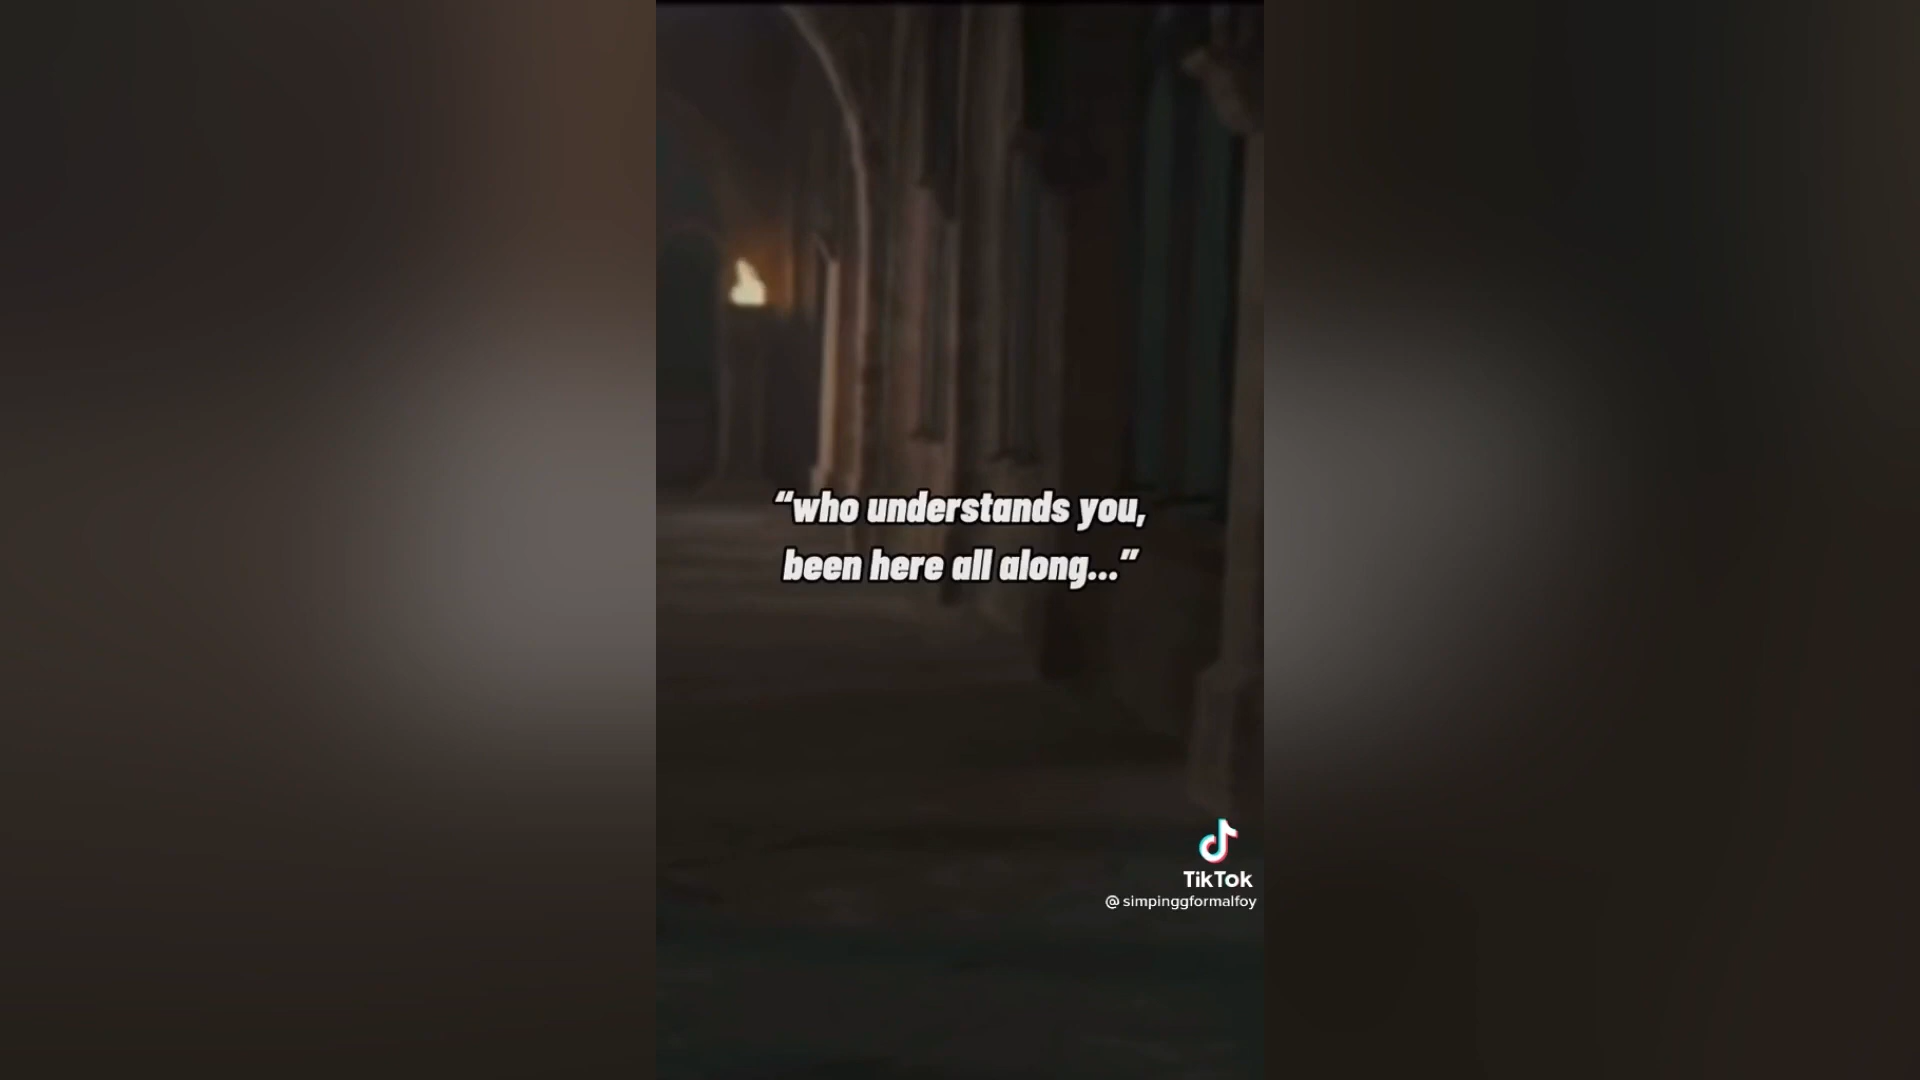 “who understands you,
been here all along...”
TikTok
@simpinggformalfoy